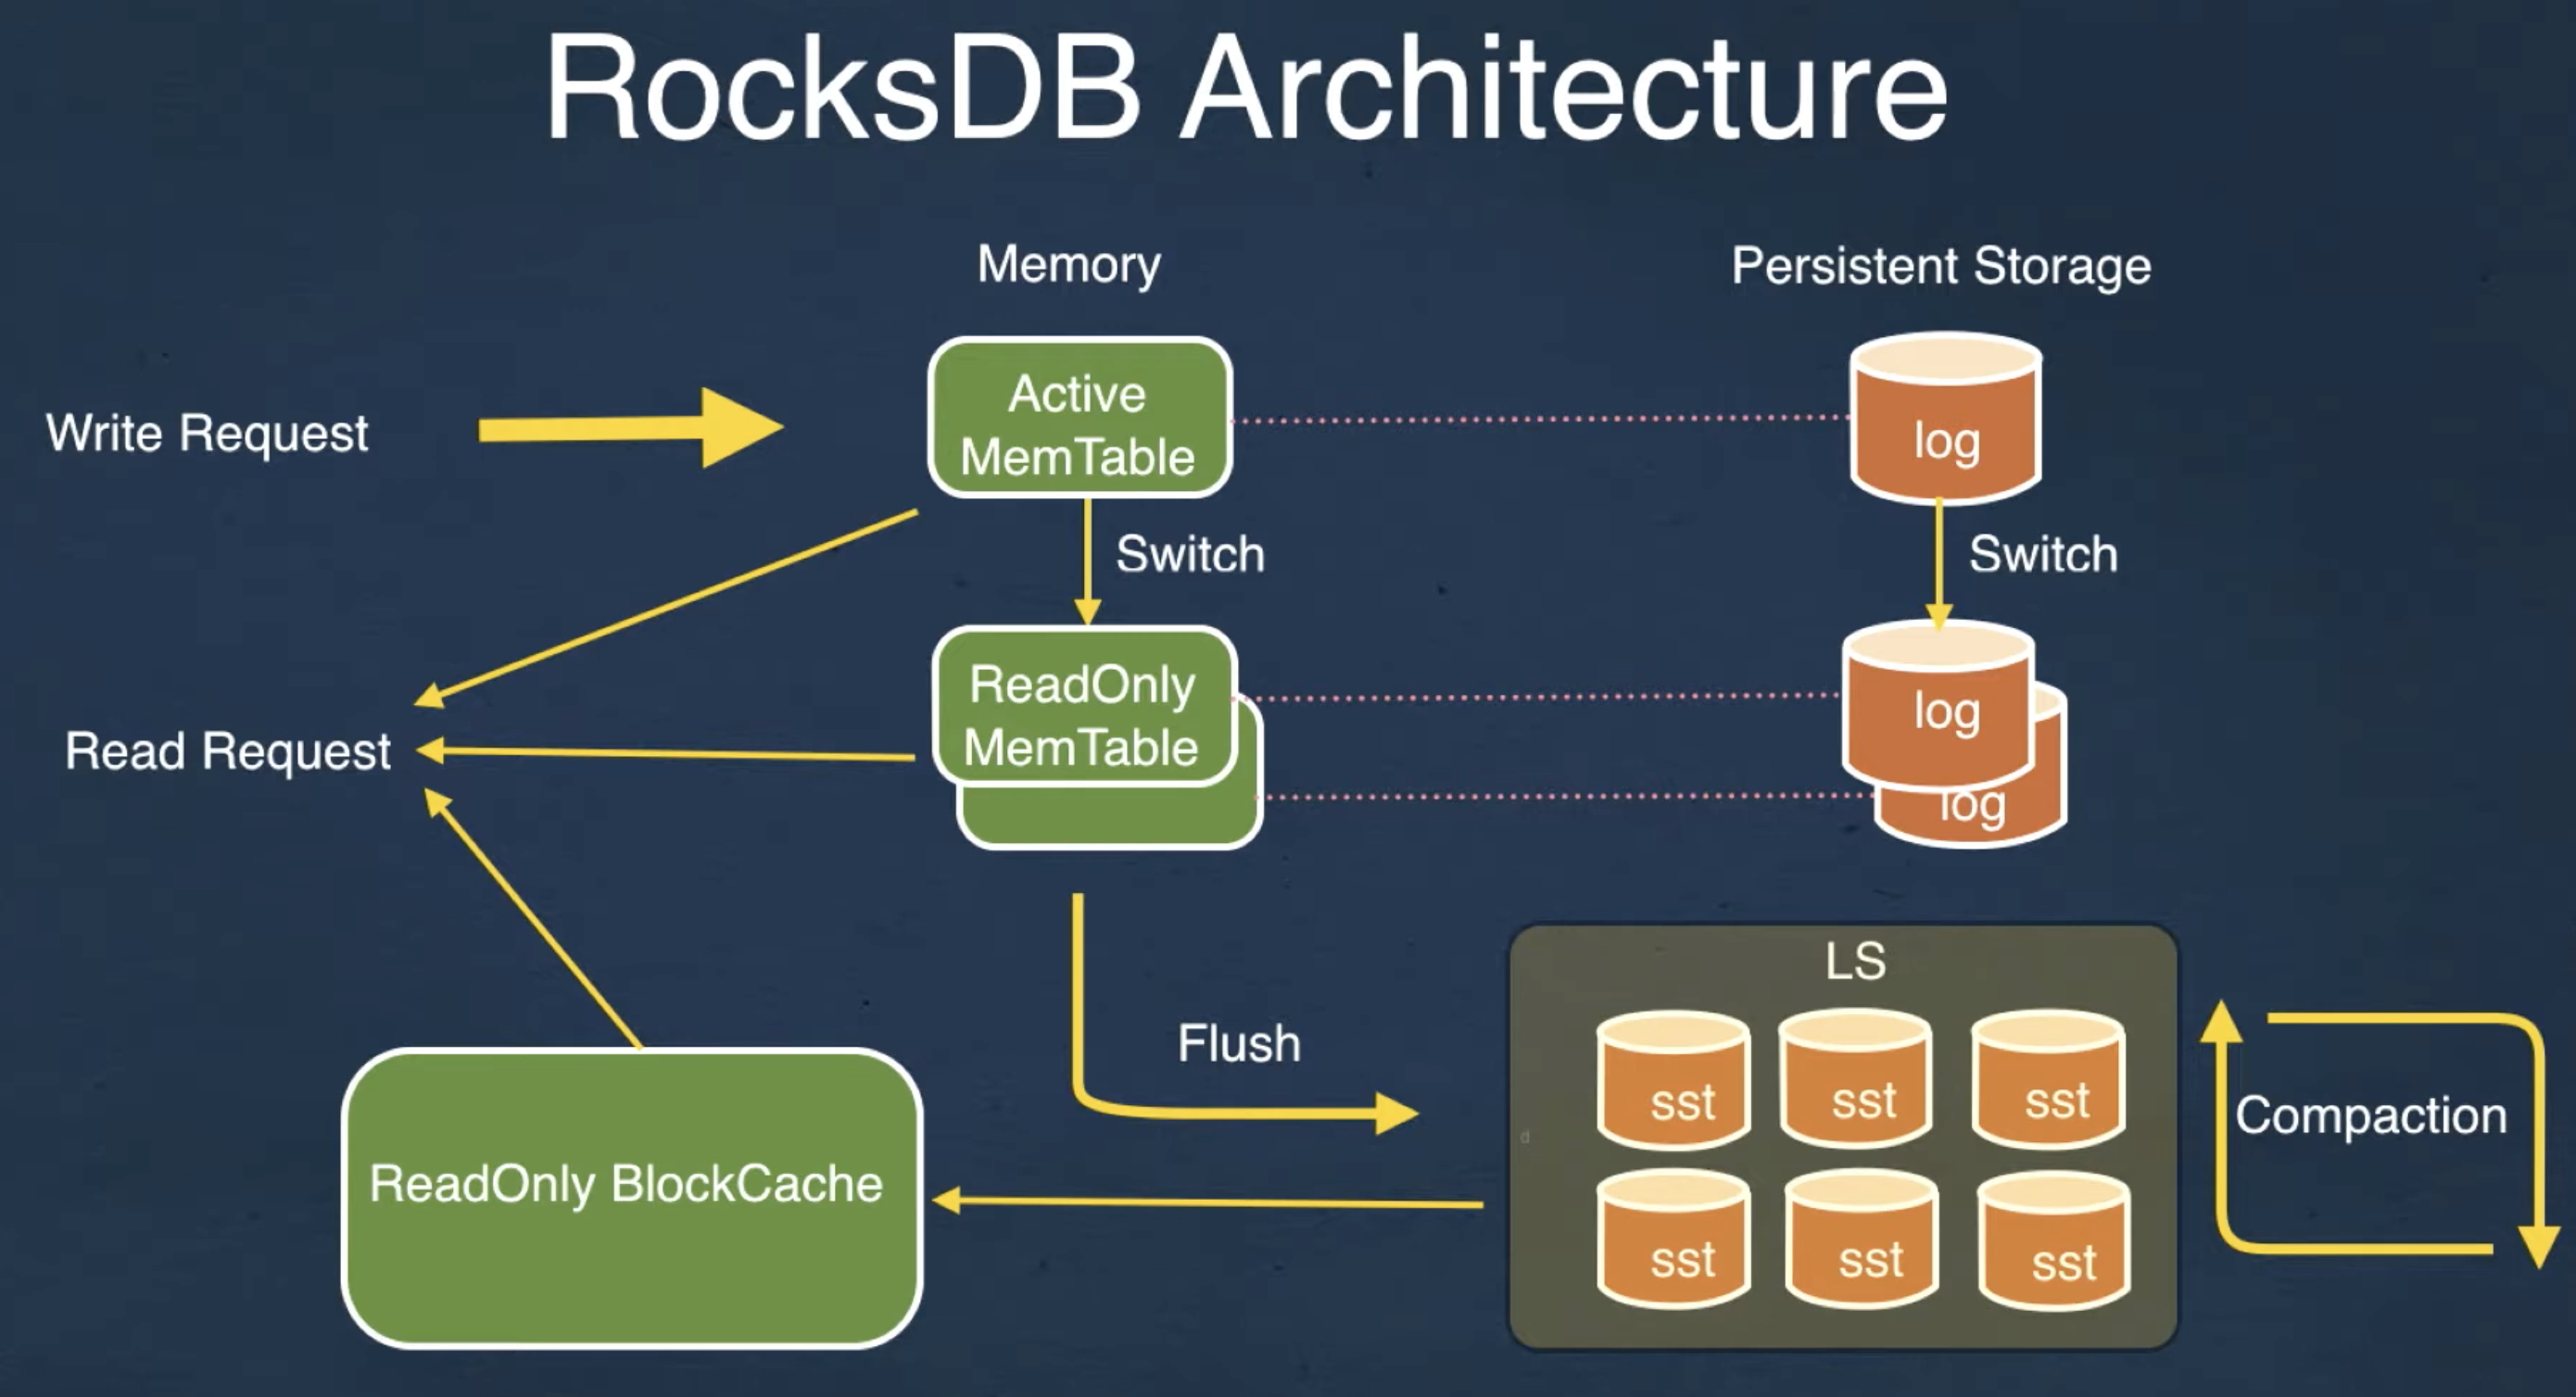 RocksDB Architecture
Memory
Persistent Storage
Write Request
Active
MemTable
log
Switch
Switch
Read Request
ReadOnly
MemTable
log
log
LS
Flush
sst
sst
sst
Compaction
d
ReadOnly BlockCache
sst
sst
sst